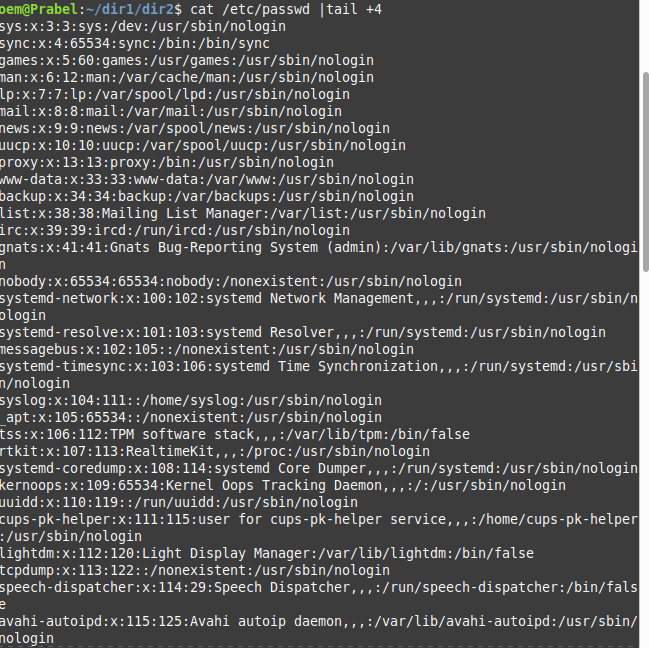 oem@Prabel:~/dir1/dir2$ cat /etc/passwd |tail +4
sys:x:3:3:sys:/dev:/usr/sbin/nologin
sync:x:4:65534:sync:/bin:/bin/sync
games:x:5:60:games:/usr/games:/usr/sbin/nologin
man:x:6:12:man:/var/cache/man:/usr/sbin/nologin
lp:x:7:7:lp:/var/spool/lpd:/usr/sbin/nologin
mail:x:8:8:mail:/var/mail:/usr/sbin/nologin
news:x:9:9:news:/var/spool/news:/usr/sbin/nologin
uucp:x:10:10:uucp:/var/spool/uucp:/usr/sbin/nologin
proxy:x:13:13:proxy:/bin:/usr/sbin/nologin
www-data:x:33:33:www-data:/var/www:/usr/sbin/nologin
backup:x:34:34:backup:/var/backups:/usr/sbin/nologin
list:x:38:38:Mailing List Manager:/var/list:/usr/sbin/nologin
irc:x:39:39:ircd:/run/ircd:/usr/sbin/nologin
gnats:x:41:41:Gnats Bug-Reporting System (admin):/var/lib/gnats:/usr/sbin/nologi
n
nobody:x:65534:65534:nobody:/nonexistent:/usr/sbin/nologin
systemd-network:x:100:102:systemd Network Management,,,:/run/systemd:/usr/sbin/n
ologin
systemd-resolve:x:101:103:systemd Resolver,,,:/run/systemd:/usr/sbin/nologin
messagebus:x:102:105::/nonexistent:/usr/sbin/nologin
systemd-timesync:x:103:106:systemd Time Synchronization,,,:/run/systemd:/usr/sbi
n/nologin
syslog:x:104:111::/home/syslog:/usr/sbin/nologin
_apt:x:105:65534::/nonexistent:/usr/sbin/nologin
tss:x:106:112:TPM software stack,,,:/var/lib/tpm:/bin/false
rtkit:x:107:113:RealtimeKit,,,:/proc:/usr/sbin/nologin
systemd-coredump:x:108:114:systemd Core Dumper,,,:/run/systemd:/usr/sbin/nologin
kernoops:x:109:65534:Kernel Oops Tracking Daemon,,,:/:/usr/sbin/nologin
uuidd:x:110:119::/run/uuidd:/usr/sbin/nologin
cups-pk-helper:x:111:115:user for cups-pk-helper service,,,:/home/cups-pk-helper
:/usr/sbin/nologin
lightdm:x:112:120:Light Display Manager:/var/lib/lightdm:/bin/false
tcpdump:x:113:122::/nonexistent:/usr/sbin/nologin
speech-dispatcher:x:114:29:Speech Dispatcher,,,:/run/speech-dispatcher:/bin/fals
e
avahi-autoipd:x:115:125:Avahi autoip daemon,,,:/var/lib/avahi-autoipd:/usr/sbin/
nologin